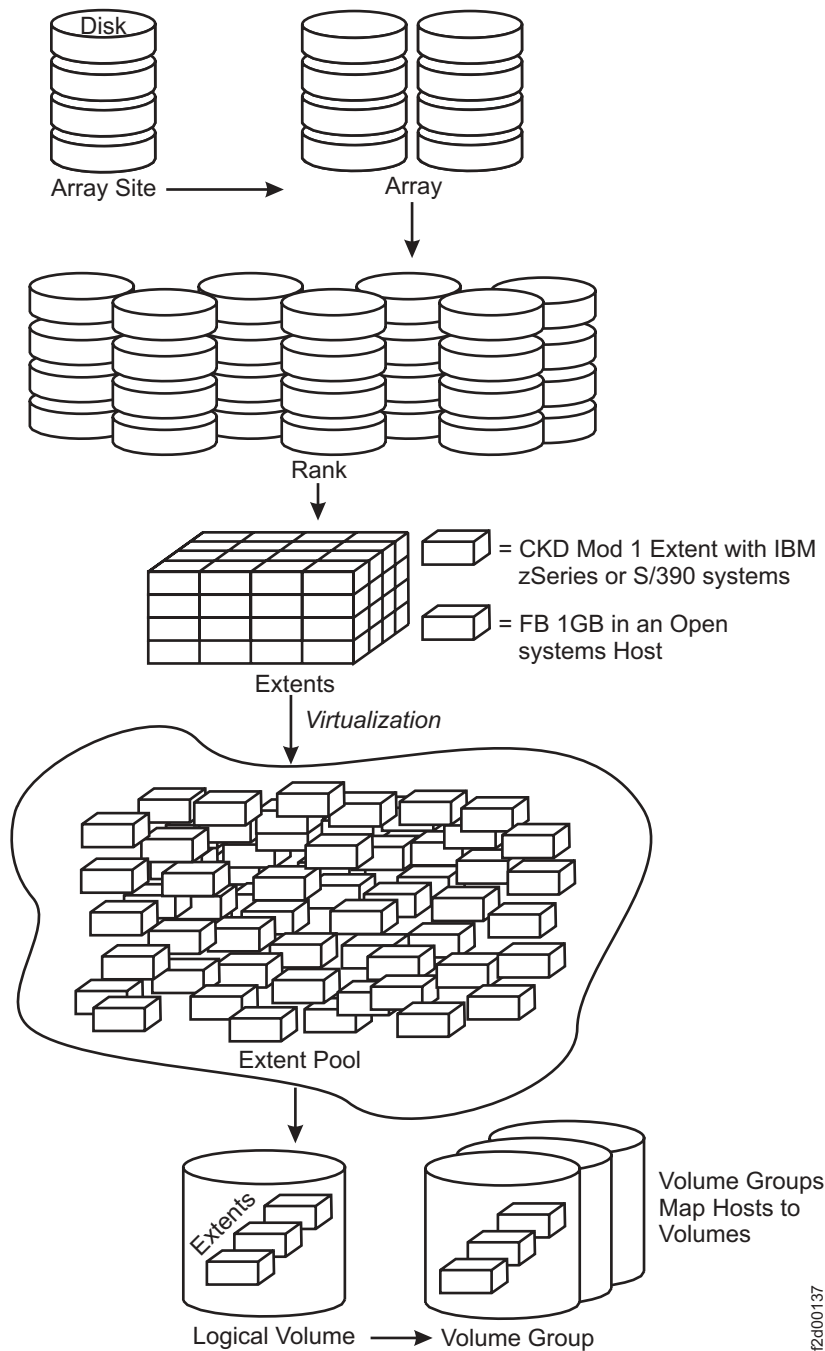 Disk
Array Site
Array
Rank
= CKD Mod 1 Extent with IBM
zSeries or S/390 systems
= FB 1GB in an Open
systems Host
Extents
Virtualization
Extent Pool
Extents
Volume Groups
Map Hosts to
Volumes
Logical Volume
Volume Group
f2d00137